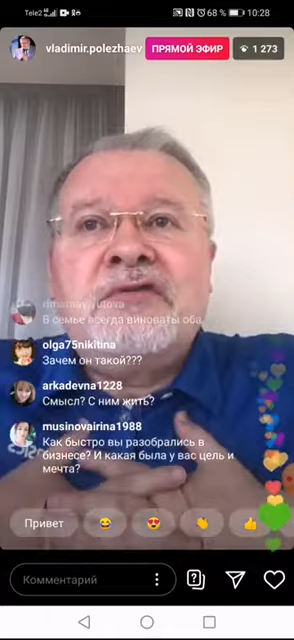 Tele2
68 %
10:28
vladimir.polezhaev
ПРЯМОЙ ЭФИР
1 273
В семье всегда виноваты оба.
olga75nikitina
Зачем он такой???
arkadevna1228
Смысл? С ним жить?
musinovairina1988
Как быстро вы разобрались в
бизнесе? И какая была у вас цель и
мечта?
Привет
Комментарий